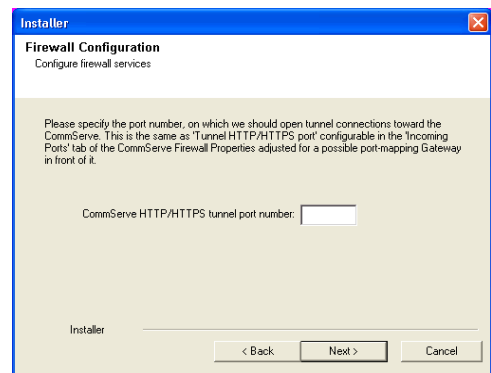 Installer
Firewall Configuration
Configure firewall services
Please specify the port number, on which we should open tunnel connections toward the
CommServe. This is the same as 'Tunnel HTTP/HTTPS port' configurable in the 'Incoming
Ports' tab of the CommServe Firewall Properties adjusted for a possible port-mapping Gateway
in front of it.
CommServe HTTP/HTTPS tunnel port number:
Installer
< Back
Next >
Cancel